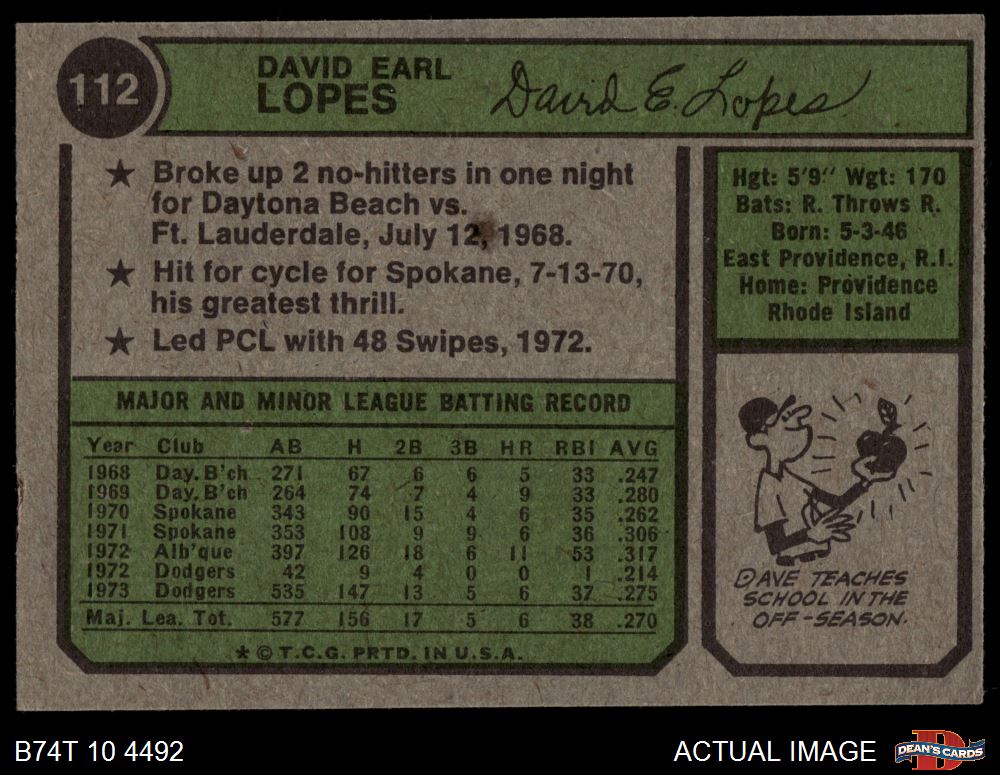 112
DAVID EARL
LOPES
David E. Lopes
★ Broke up 2 no-hitters in one night
for Daytona Beach vs.
Ft. Lauderdale, July 12, 1968.
★ Hit for cycle for Spokane, 7-13-70,
his greatest thrill.
★ Led PCL with 48 Swipes, 1972.
Hgt: 5'9" Wgt: 170
Bats: R. Throws R.
Born: 5-3-46
East Providence, R.I.
Home: Providence
Rhode Island
MAJOR AND MINOR LEAGUE BATTING RECORD
Year Club AB H 2B 3B HR RBI AVG
1968 Day. B'ch 271 67 6 6 5 33 .247
1969 Day. B'ch 264 74 7 4 9 33 .280
1970 Spokane 343 90 15 4 6 35 .262
1971 Spokane 353 108 9 9 6 36 .306
1972 Alb'que 397 126 18 6 11 53 .317
1972 Dodgers 42 9 4 0 0 1 .214
1973 Dodgers 535 147 13 5 6 37 .275
Maj. Lea. Tot. 577 156 17 5 6 38 .270
★ © T.C.G. PRTD. IN U.S.A.
DAVE TEACHES
SCHOOL IN THE
OFF-SEASON.
B74T 10 4492
ACTUAL IMAGE
D
DEAN'S CARDS